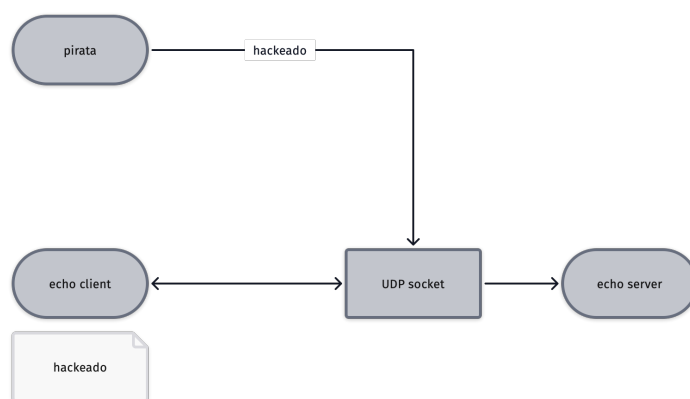 pirata
hackeado
echo client
UDP socket
echo server
hackeado